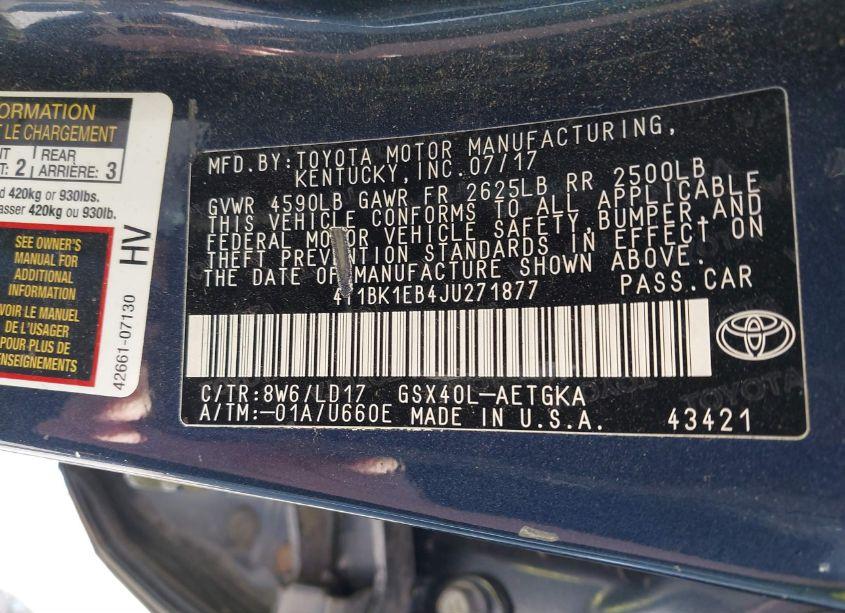 ORMATION
T LE CHARGEMENT
NT
: 2
REAR
ARRIÈRE: 3
d 420kg or 930lbs.
asser 420kg ou 930lb.
SEE OWNER'S
MANUAL FOR
ADDITIONAL
INFORMATION
VOIR LE MANUEL
DE L'USAGER
POUR PLUS DE
ENSEIGNEMENTS
42661-07130
HV
MFD.BY:TOYOTA MOTOR MANUFACTURING,
KENTUCKY, INC. 07/17
GVWR 4590LB GAWR FR 2625LB RR 2500LB
THIS VEHICLE CONFORMS TO ALL APPLICABLE
FEDERAL MOTOR VEHICLE SAFETY,BUMPER,AND
THEFT PREVENTION STANDARDS IN EFFECT ON
THE DATE OF MANUFACTURE SHOWN ABOVE.
4T1BK1EB4JU271877 PASS.CAR
C/TR:8W6/LD17 GSX40L-AETGKA
A/TM:-01A/U660E MADE IN U.S.A. 43421